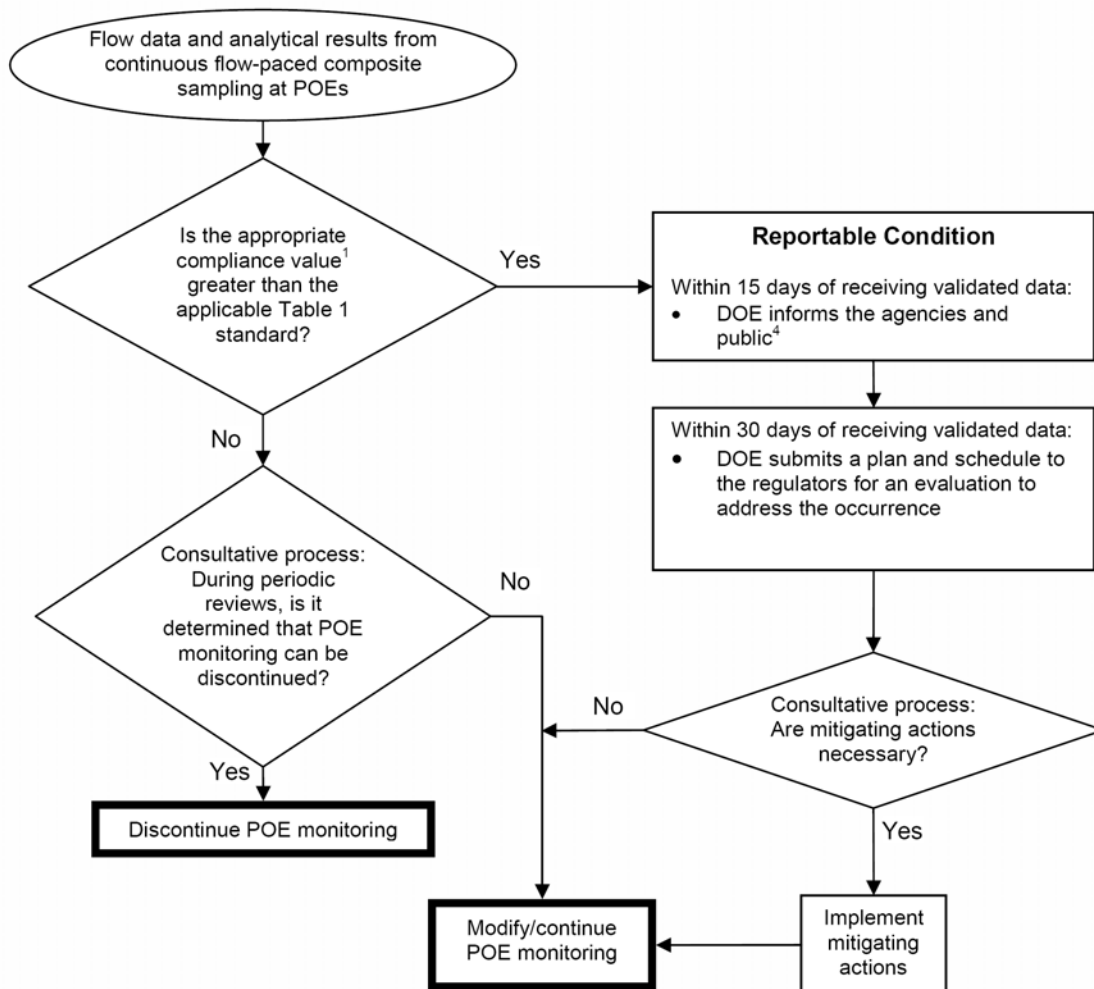 Flow data and analytical results from
continuous flow-paced composite
sampling at POEs
Is the appropriate
compliance value1
greater than the
applicable Table 1
standard?
Yes
Reportable Condition
Within 15 days of receiving validated data:
• DOE informs the agencies and
public4
No
Within 30 days of receiving validated data:
• DOE submits a plan and schedule to
the regulators for an evaluation to
address the occurrence
Consultative process:
During periodic
reviews, is it
determined that POE
monitoring can be
discontinued?
No
No
Consultative process:
Are mitigating actions
necessary?
Yes
Discontinue POE monitoring
Yes
Modify/continue
POE monitoring
Implement
mitigating
actions